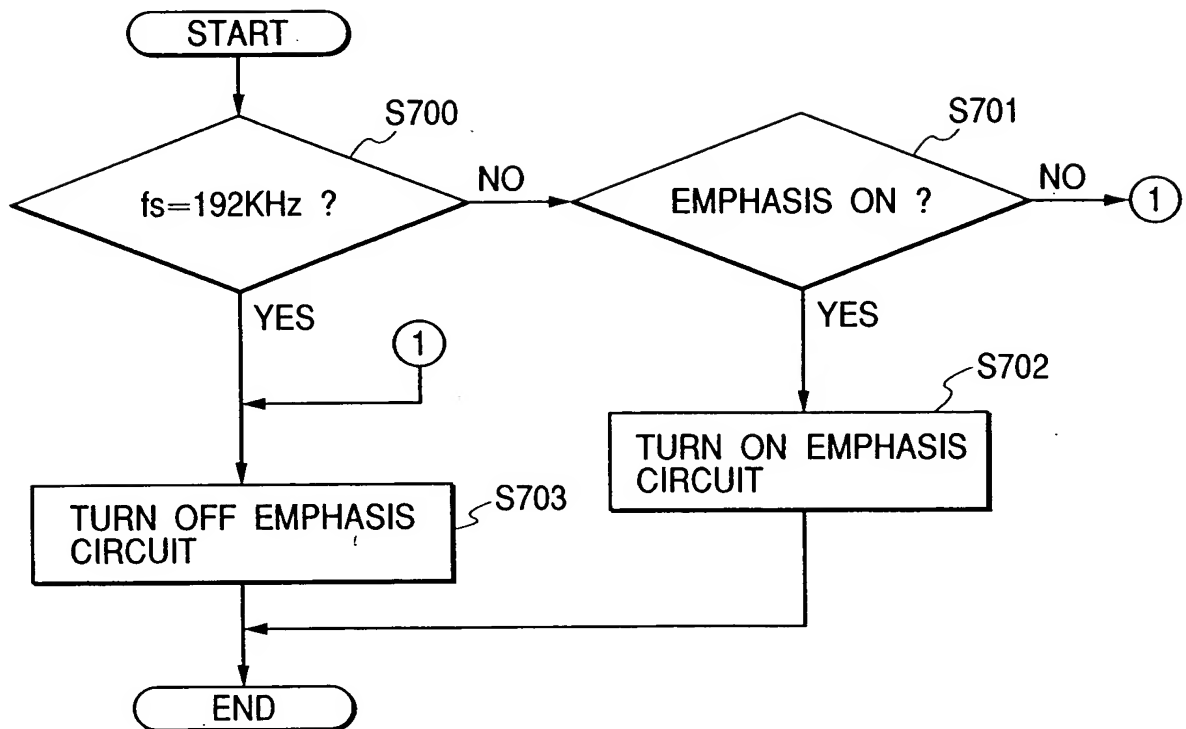 START
S700
fs=192KHz ?
NO
S701
EMPHASIS ON ?
NO
1
YES
1
YES
S702
TURN ON EMPHASIS
CIRCUIT
S703
TURN OFF EMPHASIS
CIRCUIT
END